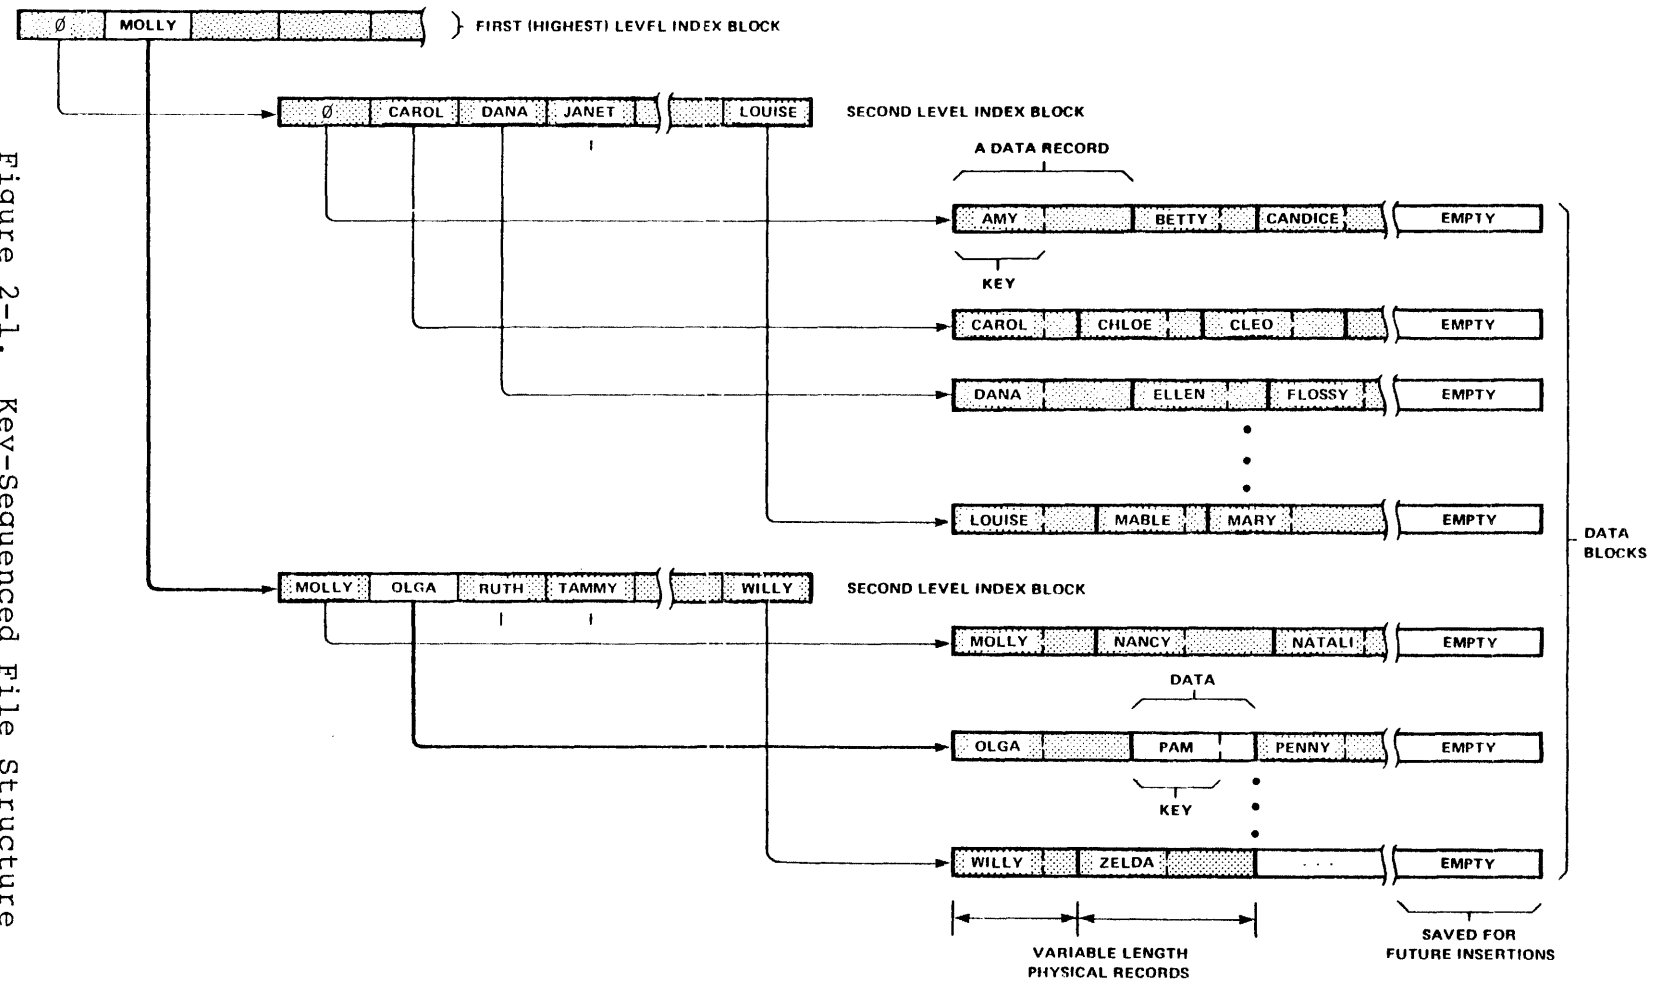 Ø MOLLY } FIRST (HIGHEST) LEVEL INDEX BLOCK
Ø CAROL DANA JANET LOUISE SECOND LEVEL INDEX BLOCK
A DATA RECORD
AMY BETTY CANDICE EMPTY
KEY
CAROL CHLOE CLEO EMPTY
DANA ELLEN FLOSSY EMPTY
LOUISE MABLE MARY EMPTY
DATA
BLOCKS
MOLLY OLGA RUTH TAMMY WILLY SECOND LEVEL INDEX BLOCK
MOLLY NANCY NATALI EMPTY
DATA
OLGA PAM PENNY EMPTY
KEY
WILLY ZELDA . . . EMPTY
VARIABLE LENGTH
PHYSICAL RECORDS
SAVED FOR
FUTURE INSERTIONS
Figure 2-1. Key-Sequenced File Structure